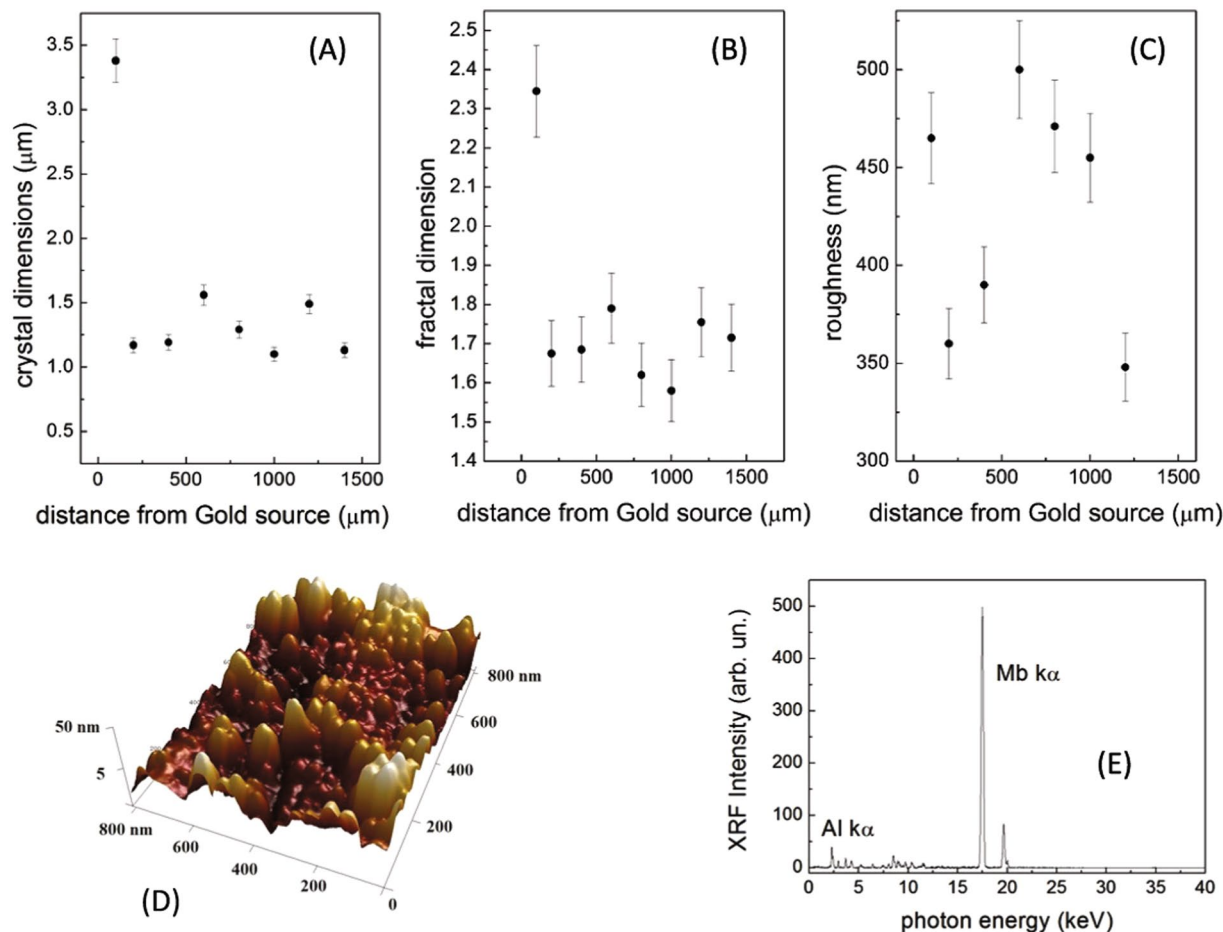 (A)
3.5
3.0
2.5
2.0
1.5
1.0
0.5
crystal dimensions (μm)
0 500 1000 1500
distance from Gold source (μm)
(B)
2.5
2.4
2.3
2.2
2.1
2.0
1.9
1.8
1.7
1.6
1.5
1.4
fractal dimension
0 500 1000 1500
distance from Gold source (μm)
(C)
500
450
400
350
300
roughness (nm)
0 500 1000 1500
distance from Gold source (μm)
50 nm
5
800 nm
600
400
200
0
200
400
600
800 nm
(D)
500
400
300
200
100
0
XRF Intensity (arb. un.)
Al kα
Mb kα
(E)
0 5 10 15 20 25 30 35 40
photon energy (keV)